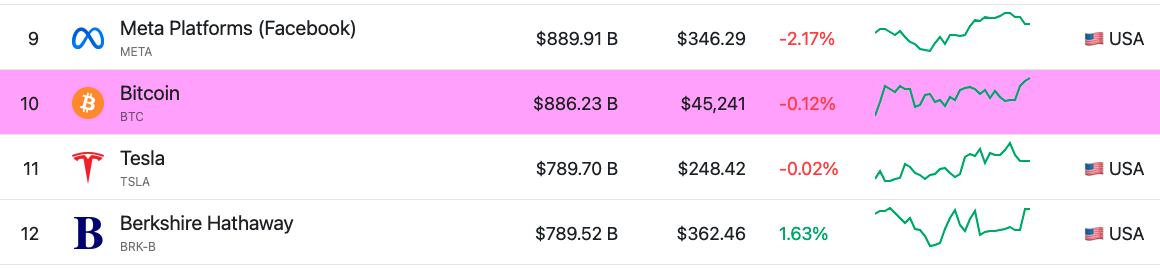 9 Meta Platforms (Facebook) $889.91 B $346.29 -2.17% USA
META
10 Bitcoin $886.23 B $45,241 -0.12%
BTC
11 Tesla $789.70 B $248.42 -0.02% USA
TSLA
12 B Berkshire Hathaway $789.52 B $362.46 1.63% USA
BRK-B